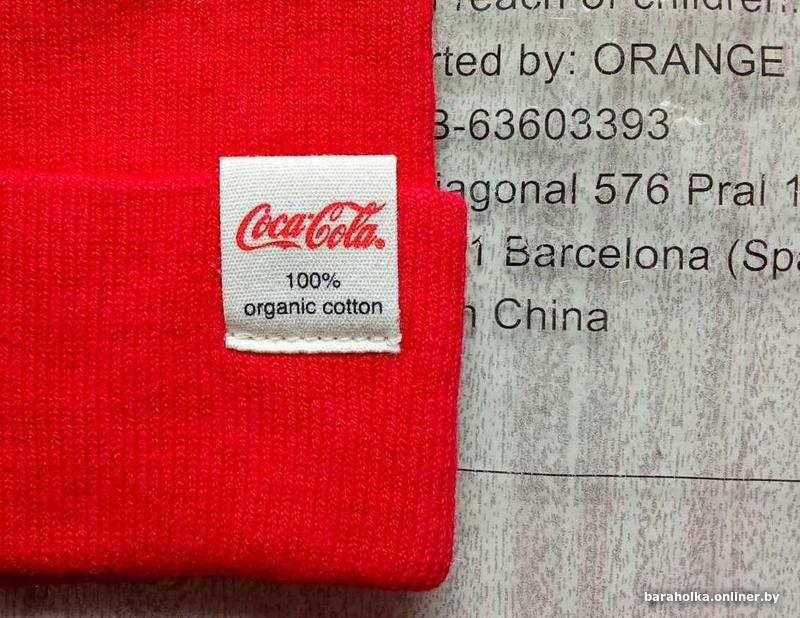 reach of children.
rted by: ORANGE
B-63603393
iagonal 576 Pral 1
1 Barcelona (Spa
n China
Coca-Cola
100%
organic cotton
baraholka.onliner.by